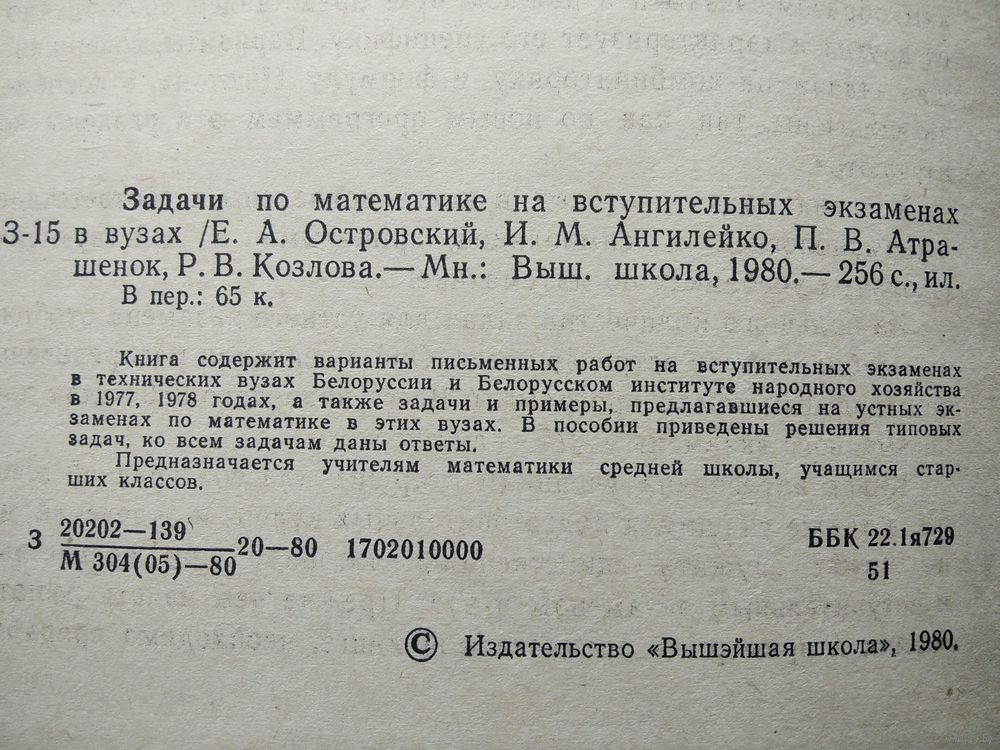 Задачи по математике на вступительных экзаменах
З-15 в вузах /Е. А. Островский, И. М. Ангилейко, П. В. Атра-
шенок, Р. В. Козлова.— Мн.: Выш. школа, 1980.— 256 с., ил.
В пер.: 65 к.
Книга содержит варианты письменных работ на вступительных экзаменах
в технических вузах Белоруссии и Белорусском институте народного хозяйства
в 1977, 1978 годах, а также задачи и примеры, предлагавшиеся на устных эк-
заменах по математике в этих вузах. В пособии приведены решения типовых
задач, ко всем задачам даны ответы.
Предназначается учителям математики средней школы, учащимся стар-
ших классов.
З 20202—139
М 304(05)—80 20—80 1702010000
ББК 22.1я729
51
© Издательство «Вышэйшая школа», 1980.